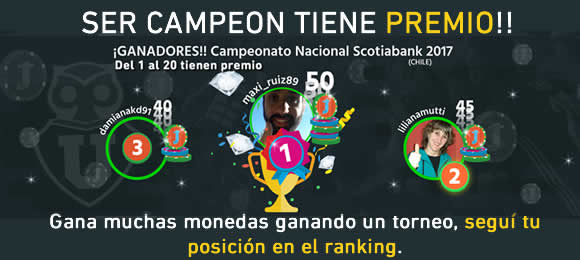 SER CAMPEON TIENE PREMIO!!
¡GANADORES!! Campeonato Nacional Scotiabank 2017
(CHILE)
Del 1 al 20 tienen premio
damianakd91
40
3
maxi_ruiz89
50
1
lilianamutti
45
2
Gana muchas monedas ganando un torneo, seguí tu
posición en el ranking.